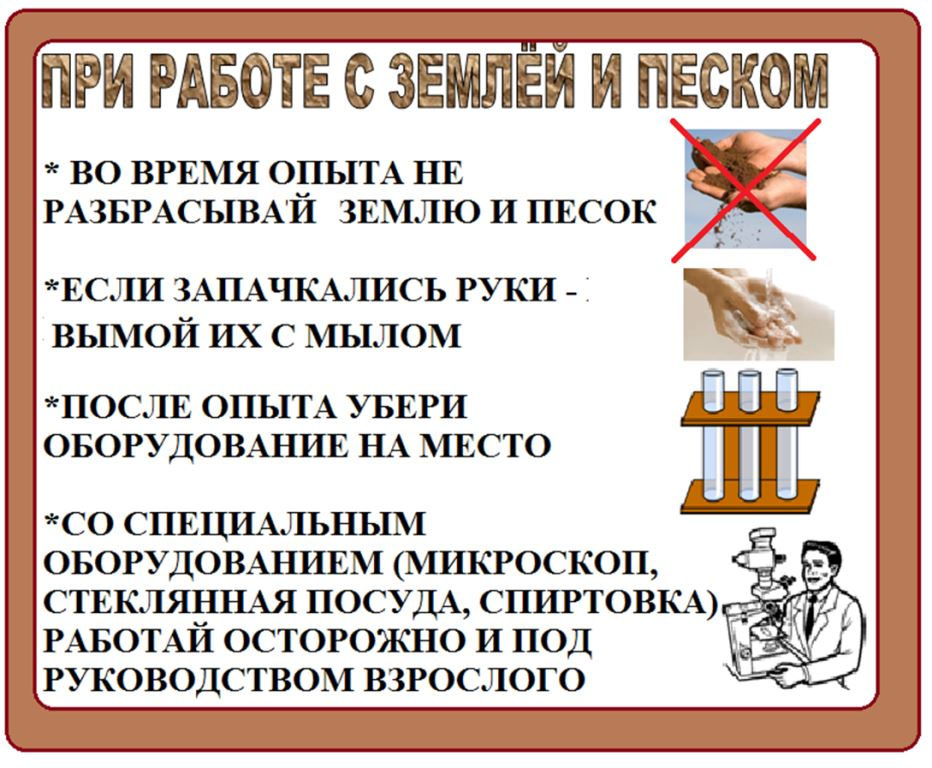 ПРИ РАБОТЕ С ЗЕМЛЁЙ И ПЕСКОМ
* ВО ВРЕМЯ ОПЫТА НЕ
РАЗБРАСЫВАЙ ЗЕМЛЮ И ПЕСОК
*ЕСЛИ ЗАПАЧКАЛИСЬ РУКИ -
ВЫМОЙ ИХ С МЫЛОМ
*ПОСЛЕ ОПЫТА УБЕРИ
ОБОРУДОВАНИЕ НА МЕСТО
*СО СПЕЦИАЛЬНЫМ
ОБОРУДОВАНИЕМ (МИКРОСКОП,
СТЕКЛЯННАЯ ПОСУДА, СПИРТОВКА)
РАБОТАЙ ОСТОРОЖНО И ПОД
РУКОВОДСТВОМ ВЗРОСЛОГО